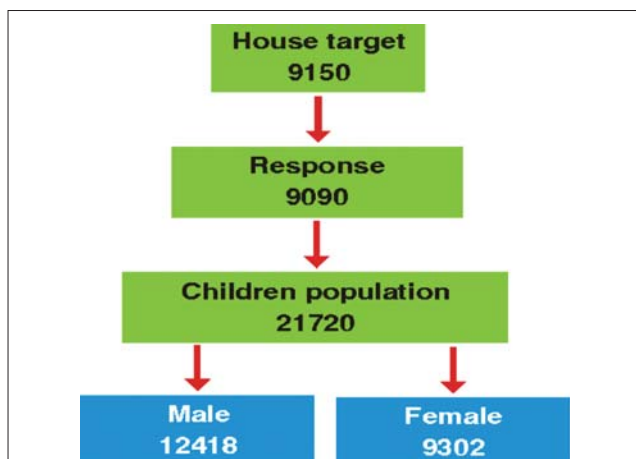 House target
9150
Response
9090
Children population
21720
Male
12418
Female
9302